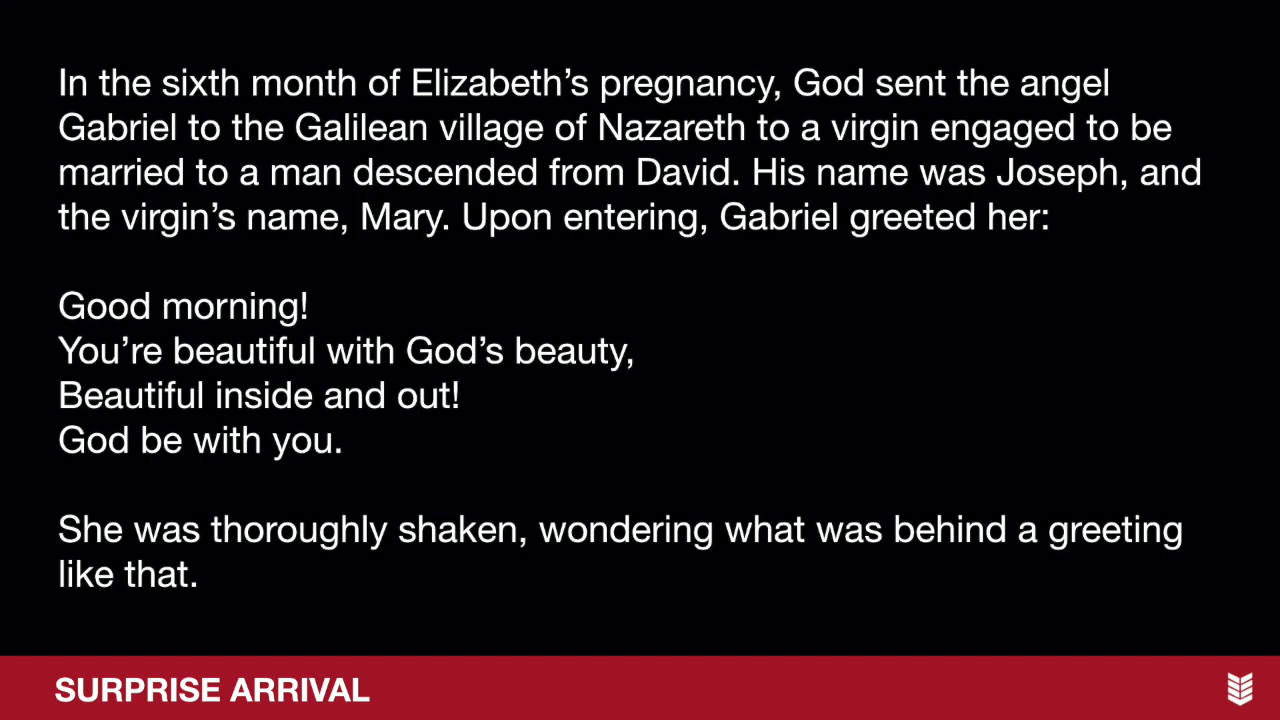 In the sixth month of Elizabeth’s pregnancy, God sent the angel
Gabriel to the Galilean village of Nazareth to a virgin engaged to be
married to a man descended from David. His name was Joseph, and
the virgin’s name, Mary. Upon entering, Gabriel greeted her:
Good morning!
You’re beautiful with God’s beauty,
Beautiful inside and out!
God be with you.
She was thoroughly shaken, wondering what was behind a greeting
like that.
SURPRISE ARRIVAL